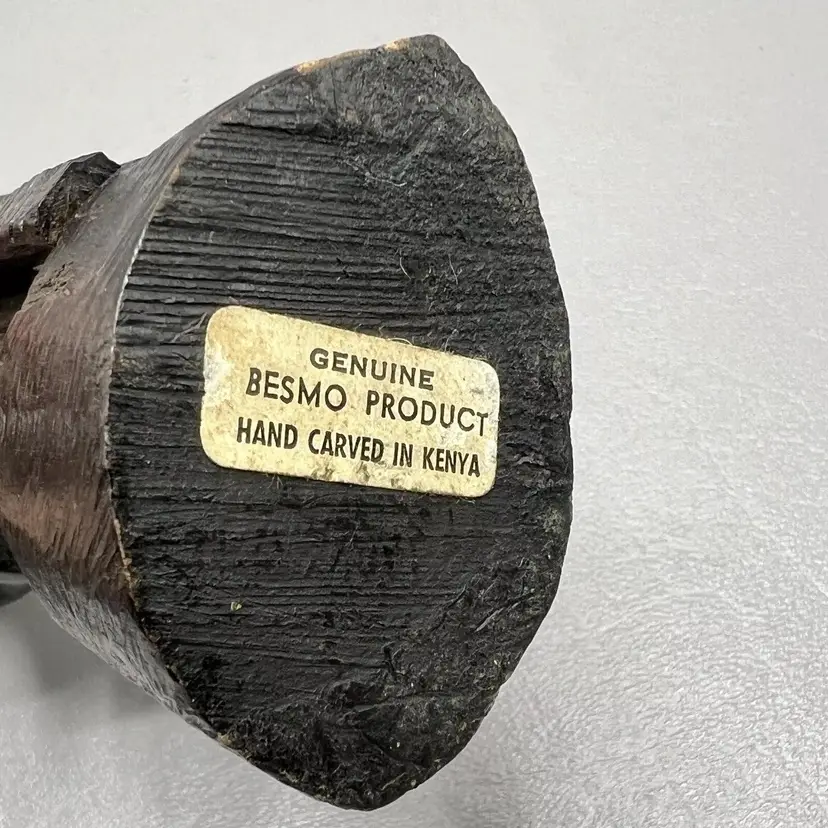 GENUINE
BESMO PRODUCT
HAND CARVED IN KENYA